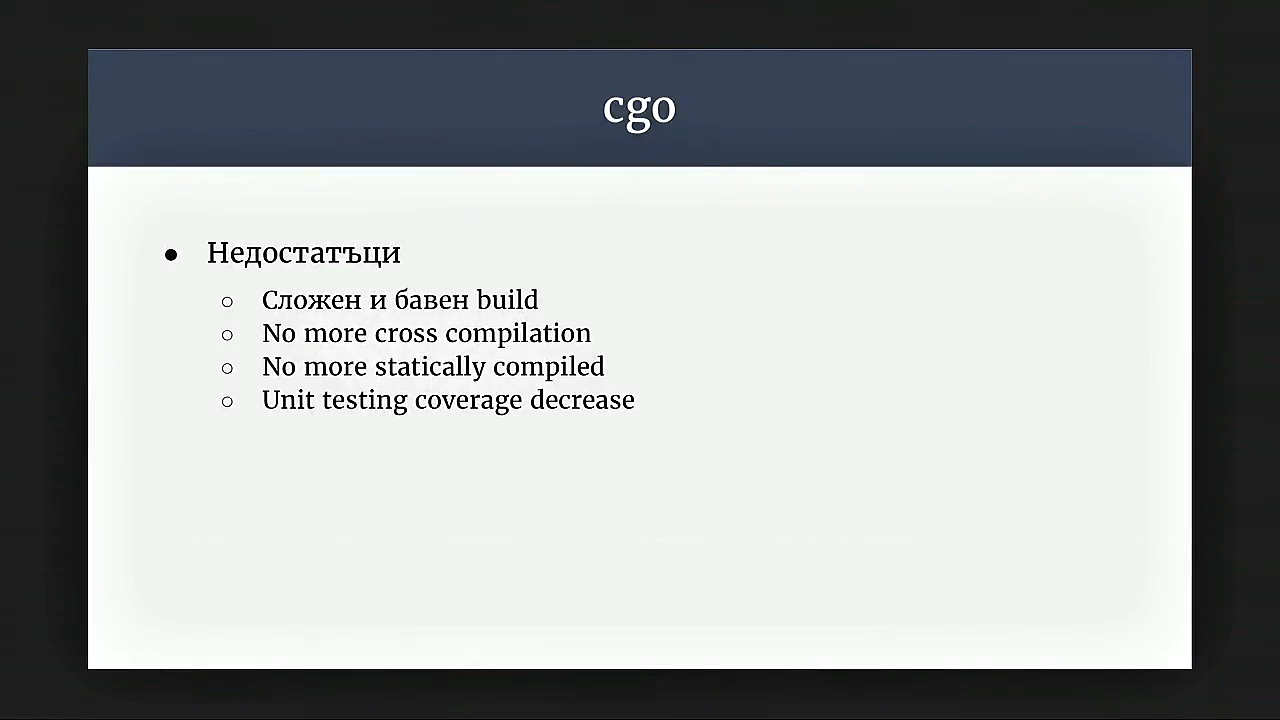 cgo
Недостатъци
Сложен и бавен build
No more cross compilation
No more statically compiled
Unit testing coverage decrease